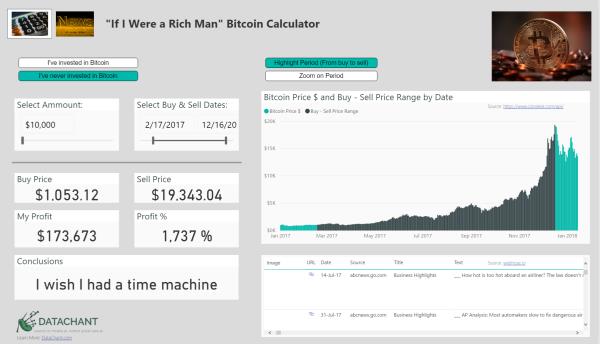 NEWS
"If I Were a Rich Man" Bitcoin Calculator
I've invested in Bitcoin
I've never invested in Bitcoin
Highlight Period (From buy to sell)
Zoom on Period
Select Ammount:
$10,000
Select Buy & Sell Dates:
2/17/2017 12/16/20
Buy Price
$1,053.12
Sell Price
$19,343.04
My Profit
$173,673
Profit %
1,737 %
Conclusions
I wish I had a time machine
DATACHANT
Learn More: DataChant.com
Bitcoin Price $ and Buy - Sell Price Range by Date
Bitcoin Price $ Buy - Sell Price Range
Source:
$20K
$15K
$10K
$5K
$0K
Jan 2017 Mar 2017 May 2017 Jul 2017 Sep 2017 Nov 2017 Jan 2018
Source: webhose.io
Image URL Date Source Title Text
14-Jul-17 abcnews.go.com Business Highlights ___ How hot is too hot aboard an airliner? The law doesn't
31-Jul-17 abcnews.go.com Business Highlights ___ AP Analysis: Most automakers slow to fix dangerous air